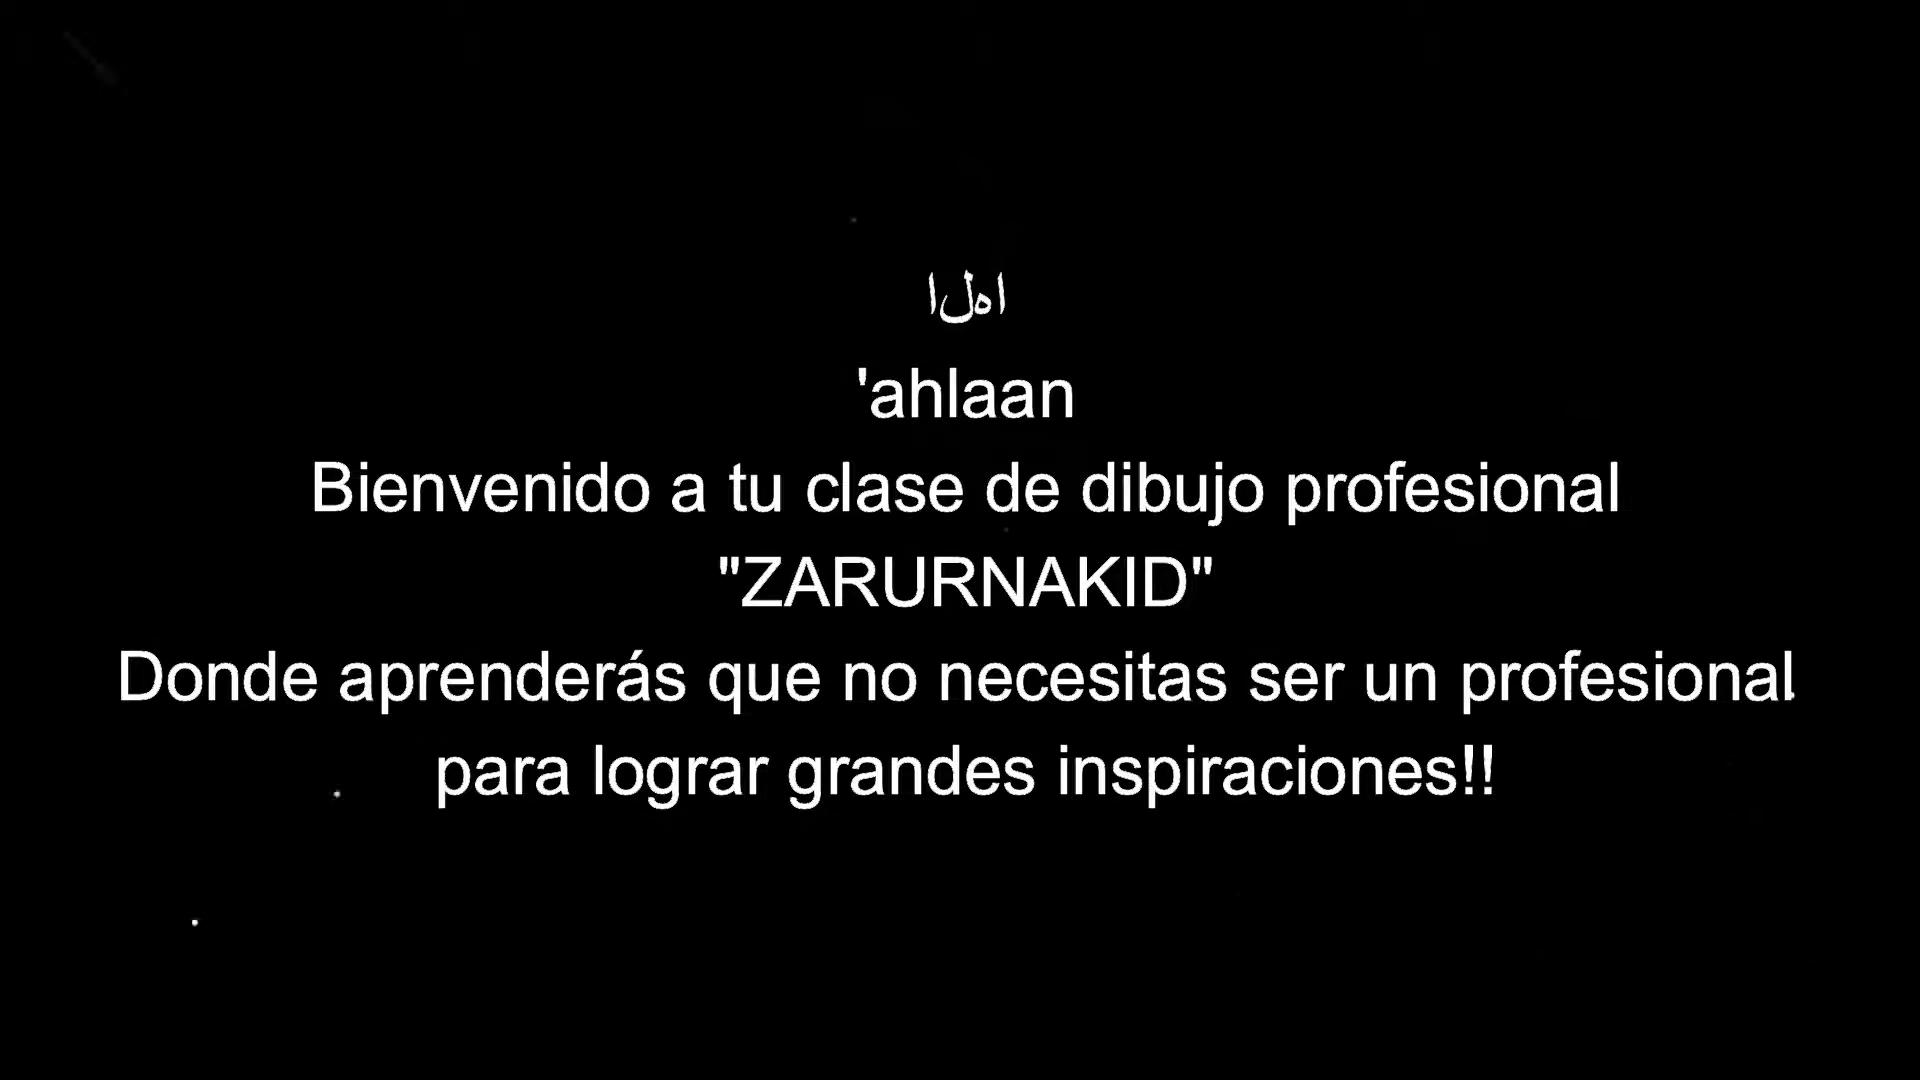 اهلا
'ahlaan
Bienvenido a tu clase de dibujo profesional
"ZARURNAKID"
Donde aprenderás que no necesitas ser un profesional
para lograr grandes inspiraciones!!